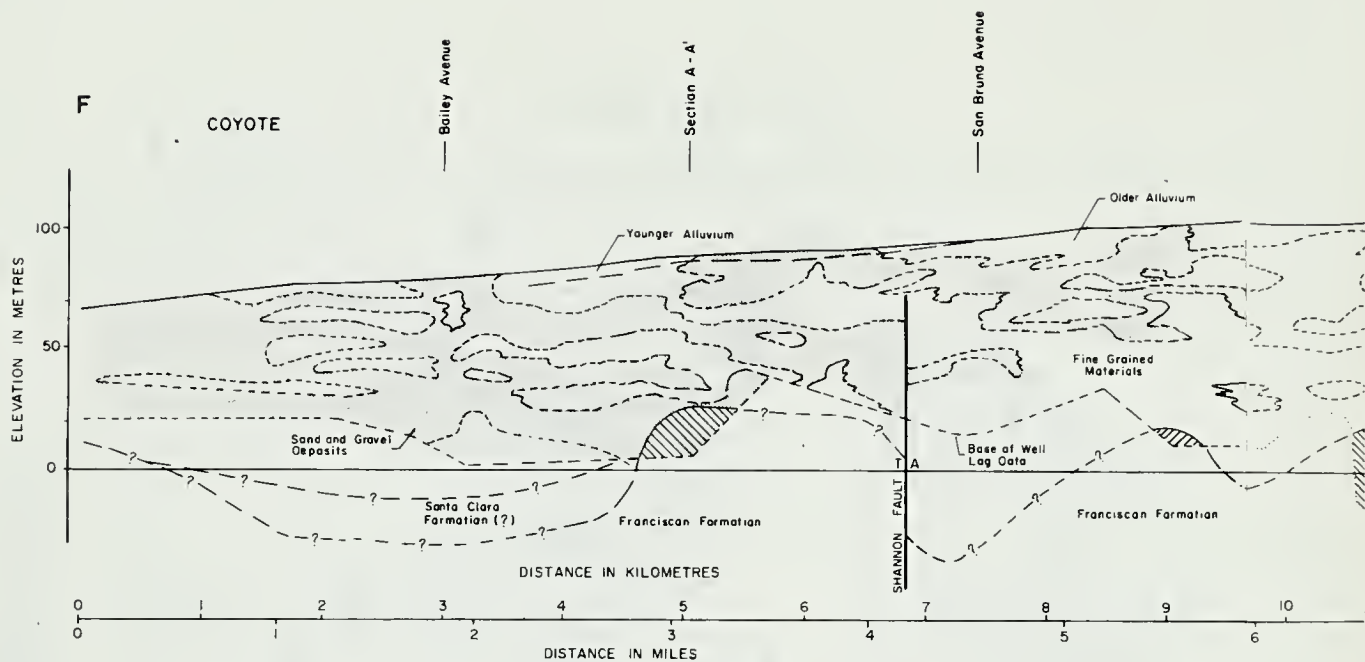 F
COYOTE
Bailey Avenue
Section A - A'
San Bruna Avenue
Older Alluvium
Younger Alluvium
100
50
0
ELEVATION IN METRES
Fine Grained
Materials
Sand and Gravel
Deposits
Base of Well
Log Data
T A
SHANNON FAULT
? ? ? ? ? ?
Santa Clara
Formation (?)
Franciscan Formation
Franciscan Formation
DISTANCE IN KILOMETRES
0 1 2 3 4 5 6 7 8 9 10
0 1 2 3 4 5 6
DISTANCE IN MILES